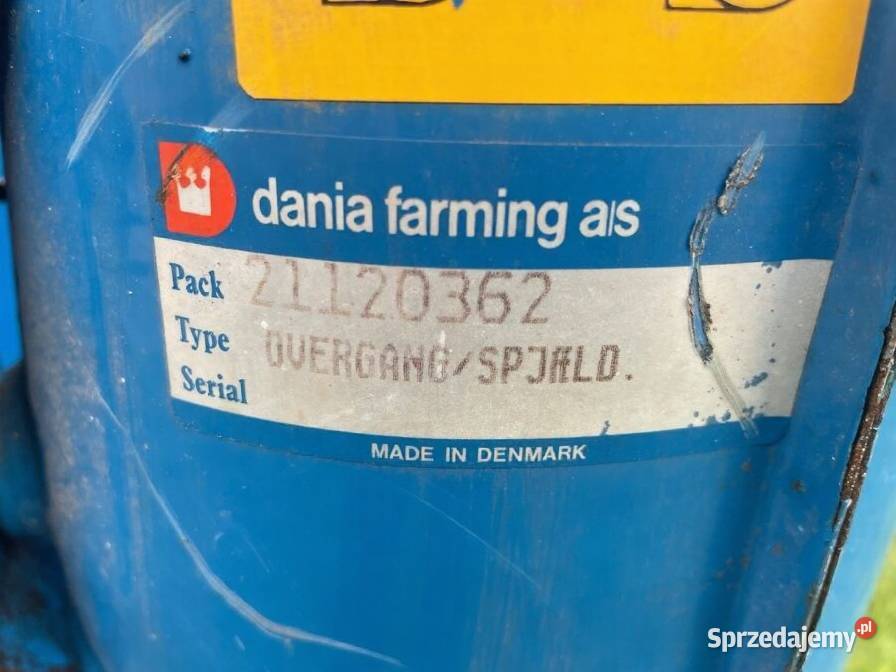 dania farming a/s
Pack 21120362
Type OVERGANG/SPJÆLD.
Serial
MADE IN DENMARK
Sprzedajemy.pl